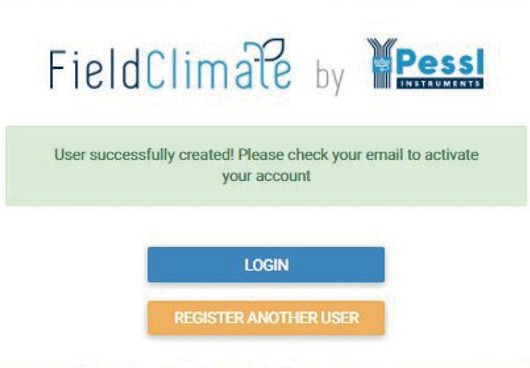 FieldClimate by Pessl
INSTRUMENTS
User successfully created! Please check your email to activate
your account
LOGIN
REGISTER ANOTHER USER